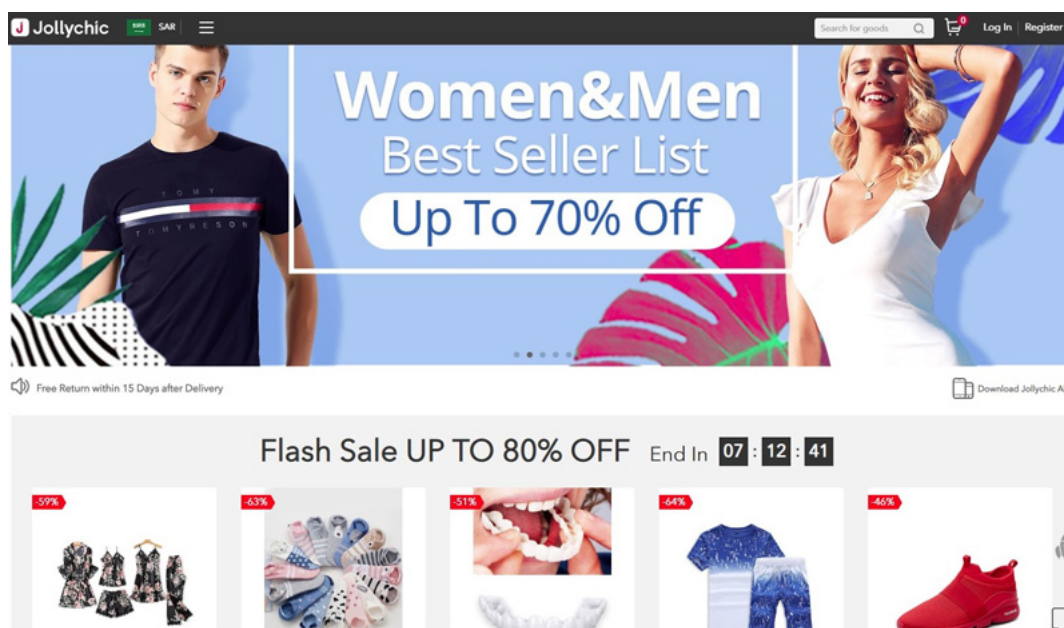 Jollychic SAR
Search for goods
0
Log In Register
Women&Men
Best Seller List
Up To 70% Off
TOMY
TOMYRESON
Free Return within 15 Days after Delivery
Download Jollychic A
Flash Sale UP TO 80% OFF End In 07 : 12 : 41
-59%
-63%
-51%
-64%
-46%